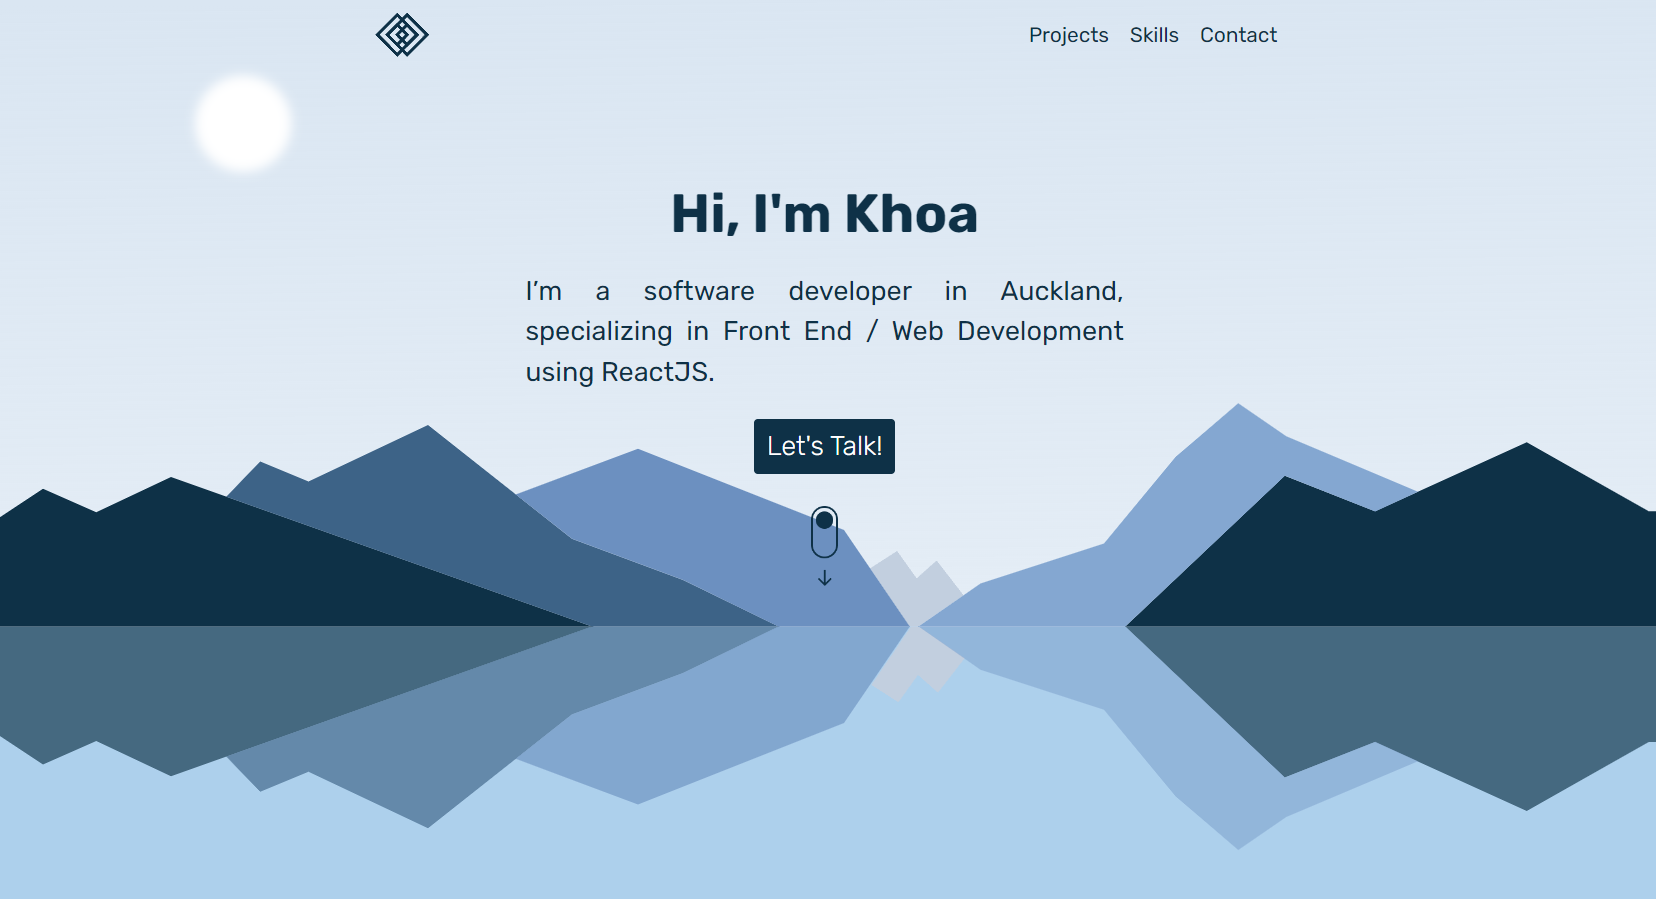 Projects Skills Contact
Hi, I'm Khoa
I’m a software developer in Auckland,
specializing in Front End / Web Development
using ReactJS.
Let's Talk!